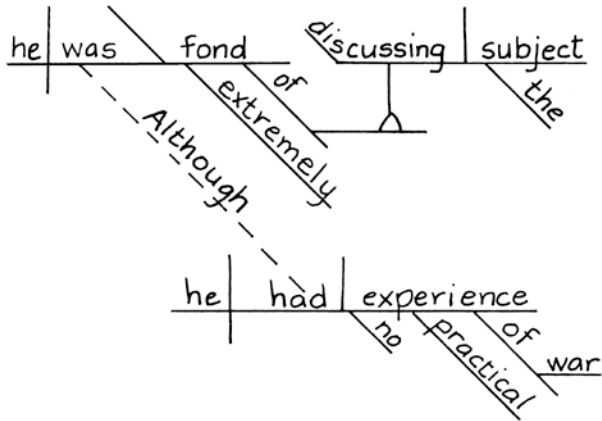 he was fond discussing subject
of
extremely
the
Although
he had experience
no
practical
of
war